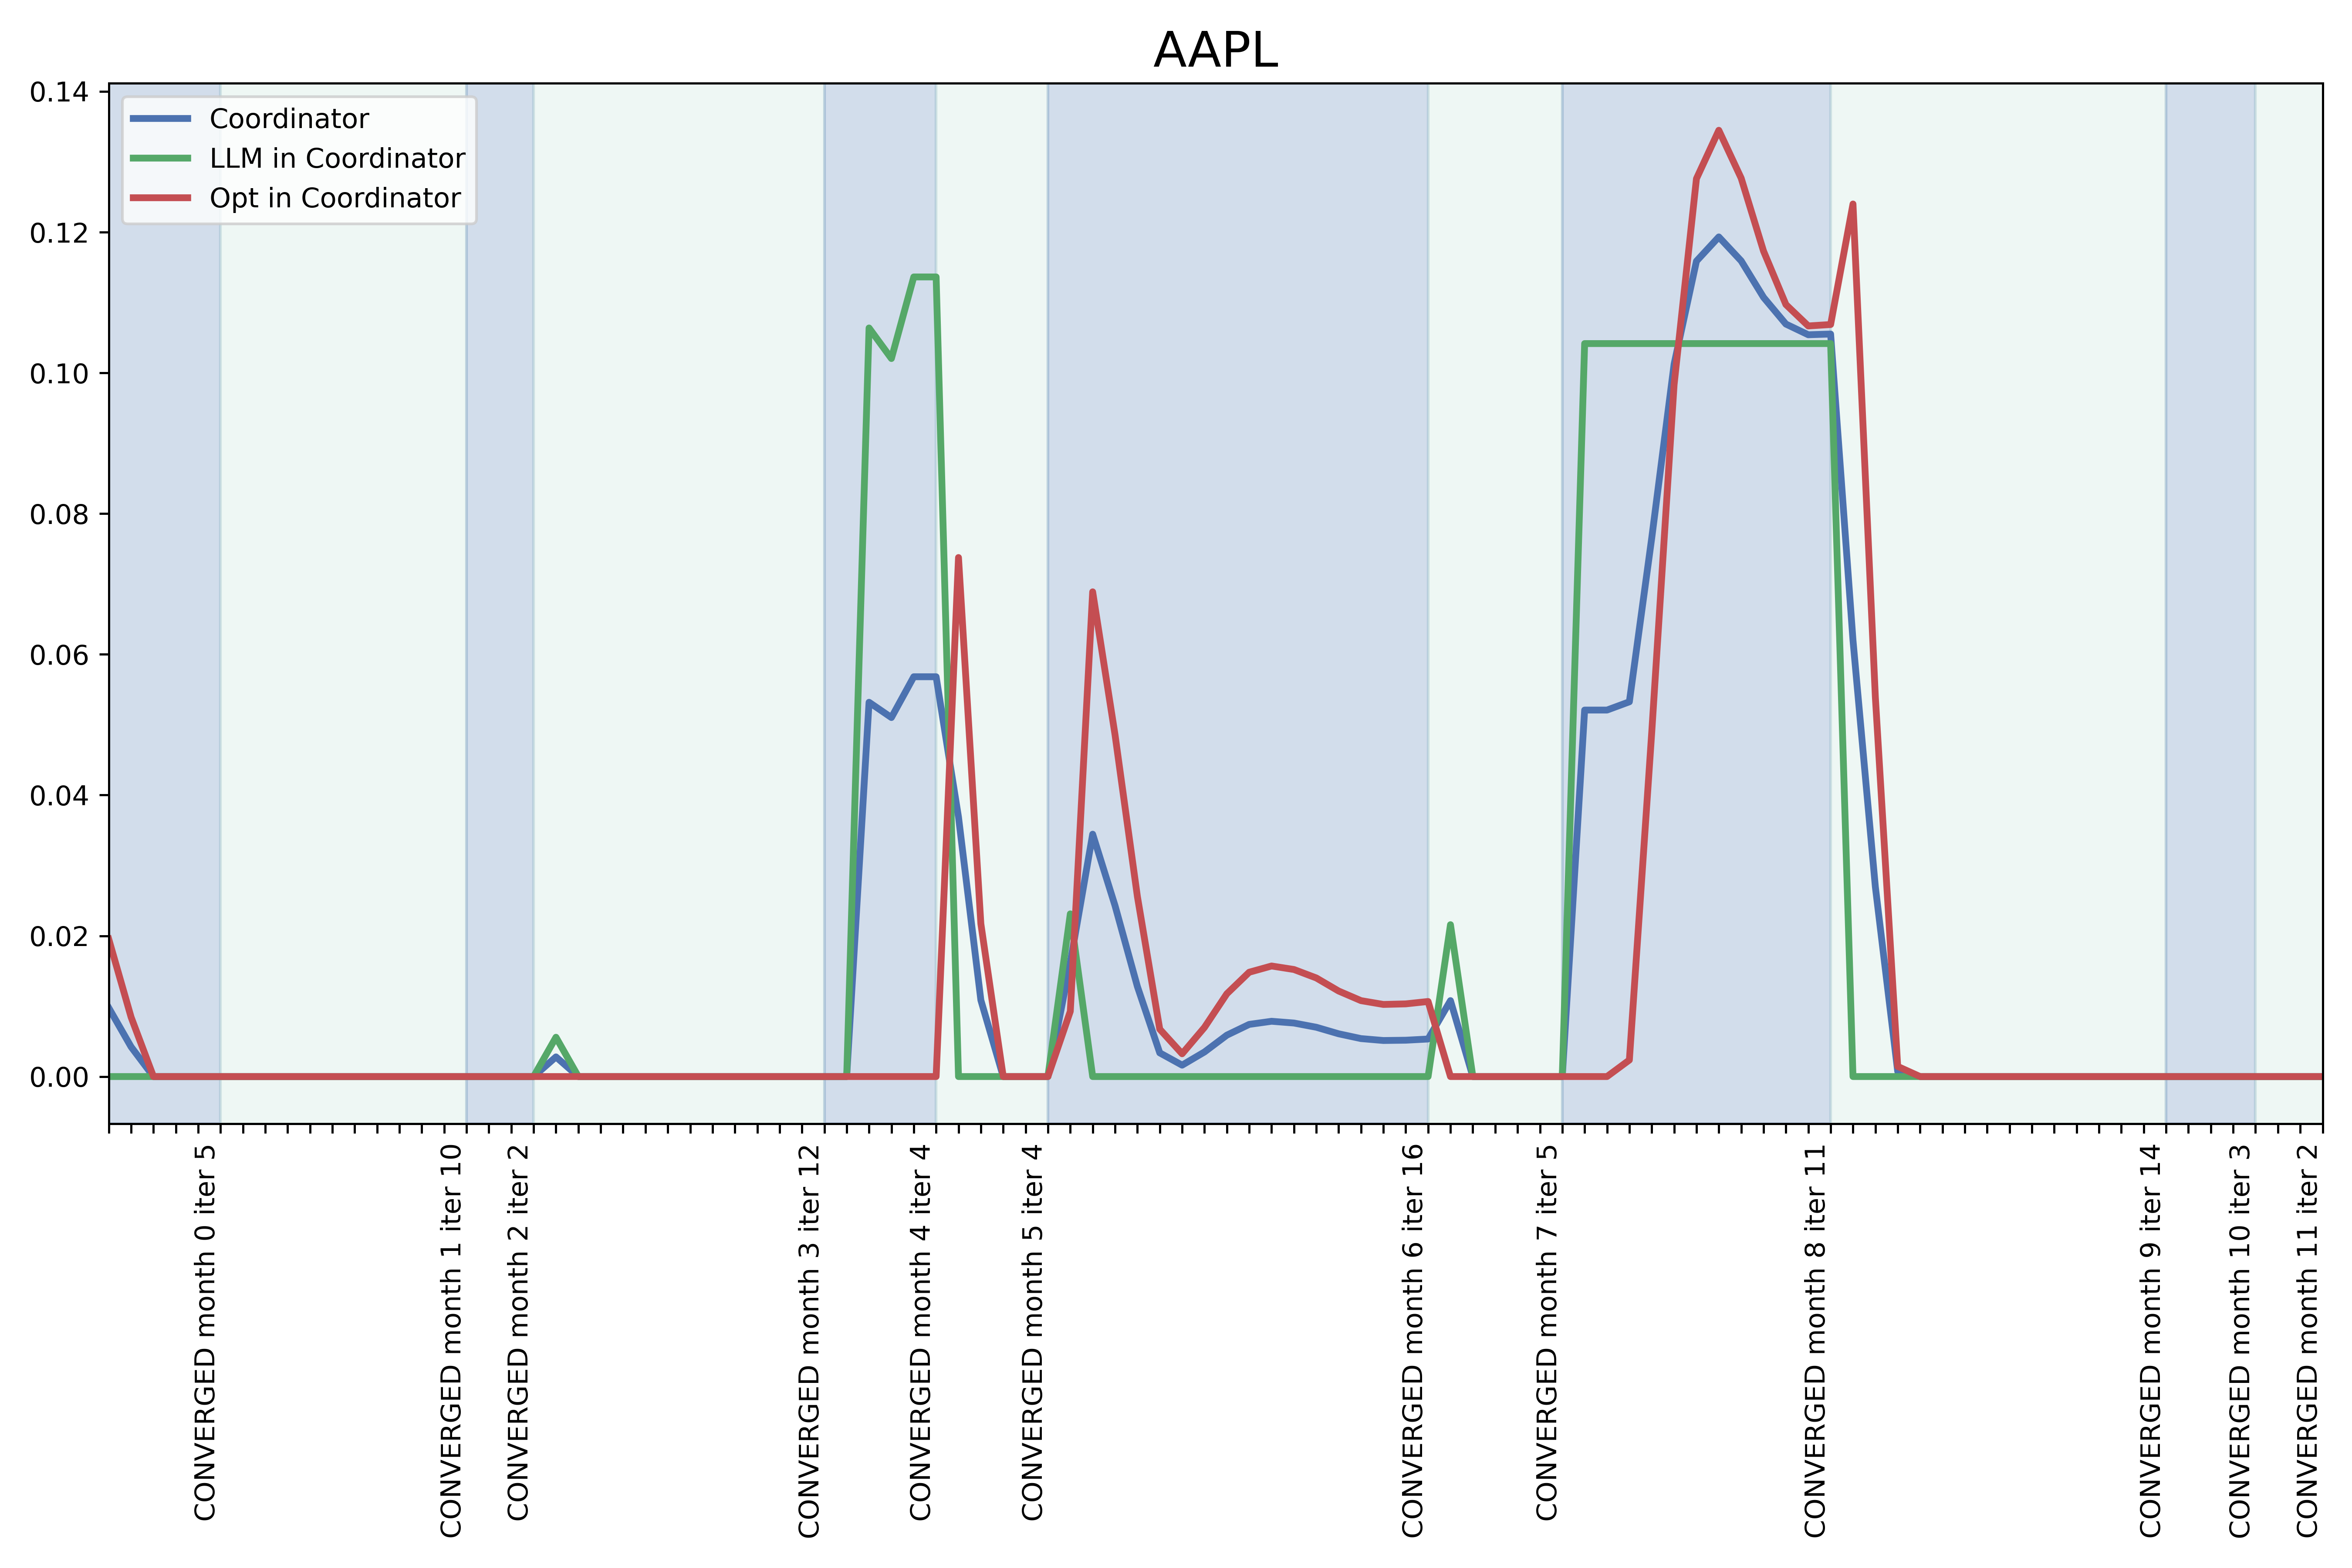 AAPL
0.14
0.12
0.10
0.08
0.06
0.04
0.02
0.00
Coordinator
LLM in Coordinator
Opt in Coordinator
CONVERGED month 0 iter 5
CONVERGED month 1 iter 10
CONVERGED month 2 iter 2
CONVERGED month 3 iter 12
CONVERGED month 4 iter 4
CONVERGED month 5 iter 4
CONVERGED month 6 iter 16
CONVERGED month 7 iter 5
CONVERGED month 8 iter 11
CONVERGED month 9 iter 14
CONVERGED month 10 iter 3
CONVERGED month 11 iter 2